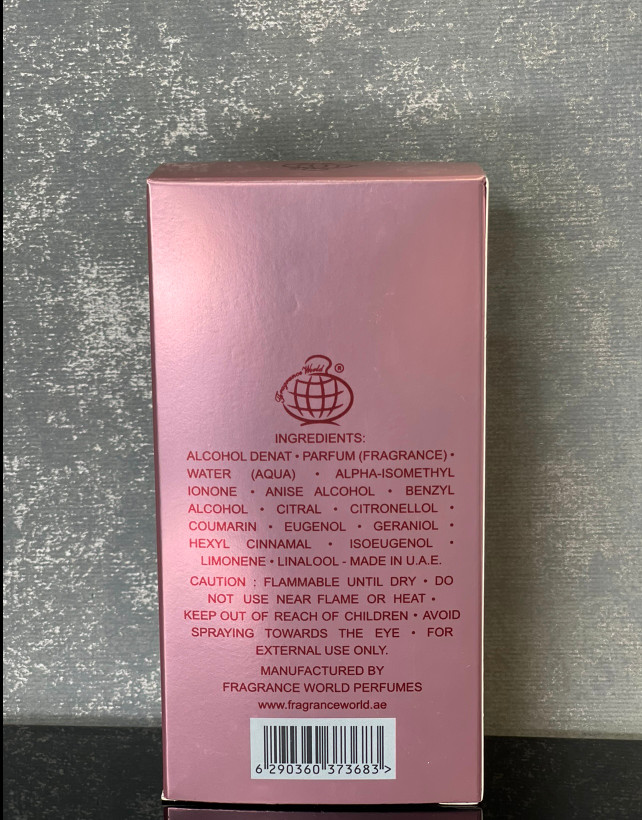 Fragrance World ®
INGREDIENTS:
ALCOHOL DENAT • PARFUM (FRAGRANCE) •
WATER (AQUA) • ALPHA-ISOMETHYL
IONONE • ANISE ALCOHOL • BENZYL
ALCOHOL • CITRAL • CITRONELLOL •
COUMARIN • EUGENOL • GERANIOL •
HEXYL CINNAMAL • ISOEUGENOL •
LIMONENE • LINALOOL - MADE IN U.A.E.
CAUTION : FLAMMABLE UNTIL DRY • DO
NOT USE NEAR FLAME OR HEAT •
KEEP OUT OF REACH OF CHILDREN • AVOID
SPRAYING TOWARDS THE EYE • FOR
EXTERNAL USE ONLY.
MANUFACTURED BY
FRAGRANCE WORLD PERFUMES
www.fragranceworld.ae
6 290360 373683 >